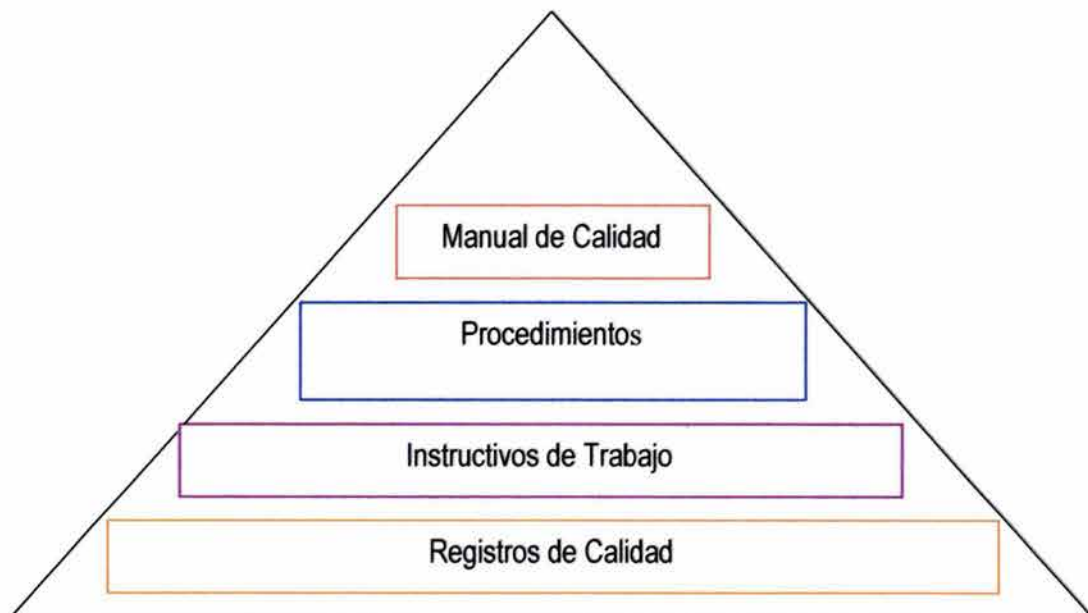 Manual de Calidad
Procedimientos
Instructivos de Trabajo
Registros de Calidad